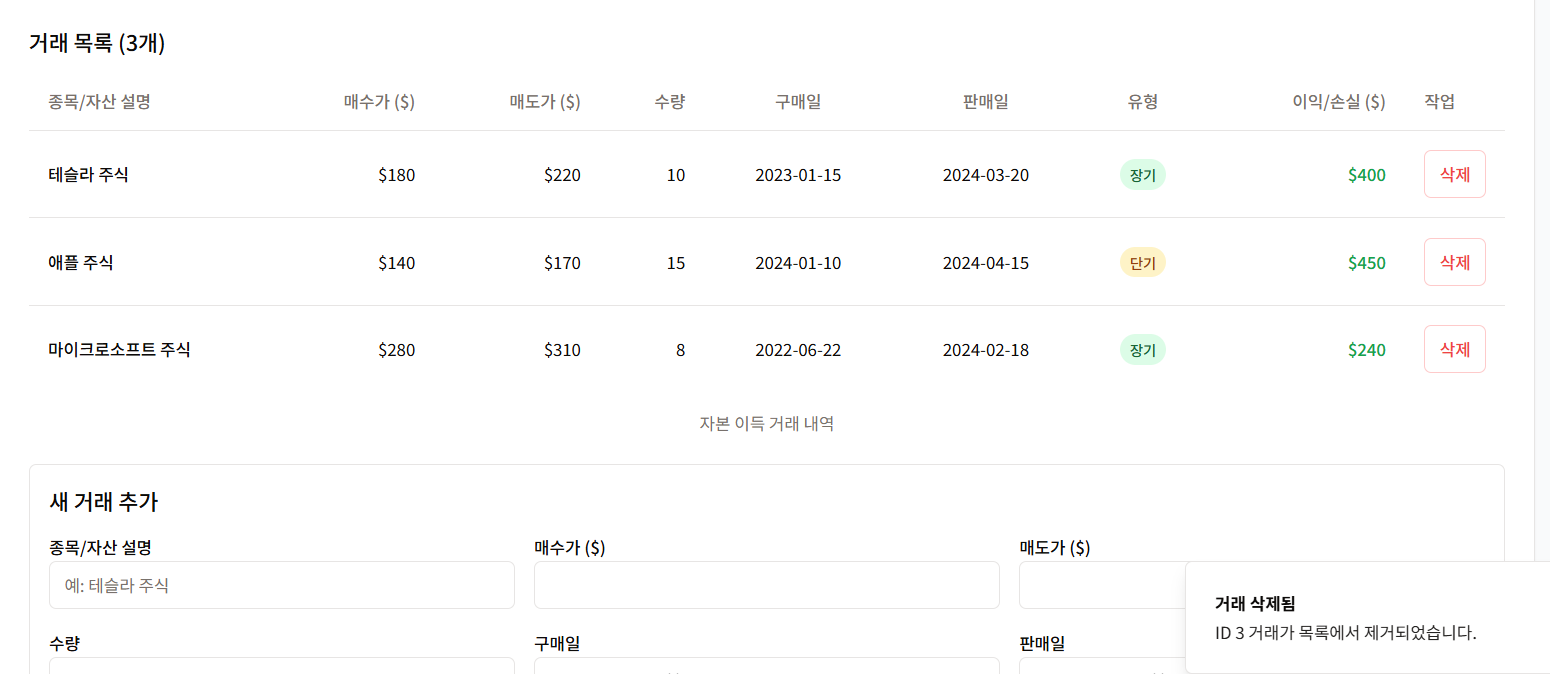 거래 목록 (3개)
종목/자산 설명 매수가 ($) 매도가 ($) 수량 구매일 판매일 유형 이익/손실 ($) 작업
테슬라 주식 $180 $220 10 2023-01-15 2024-03-20 장기 $400 삭제
애플 주식 $140 $170 15 2024-01-10 2024-04-15 단기 $450 삭제
마이크로소프트 주식 $280 $310 8 2022-06-22 2024-02-18 장기 $240 삭제
자본 이득 거래 내역
새 거래 추가
종목/자산 설명 매수가 ($) 매도가 ($)
예: 테슬라 주식
수량 구매일 판매일
거래 삭제됨
ID 3 거래가 목록에서 제거되었습니다.